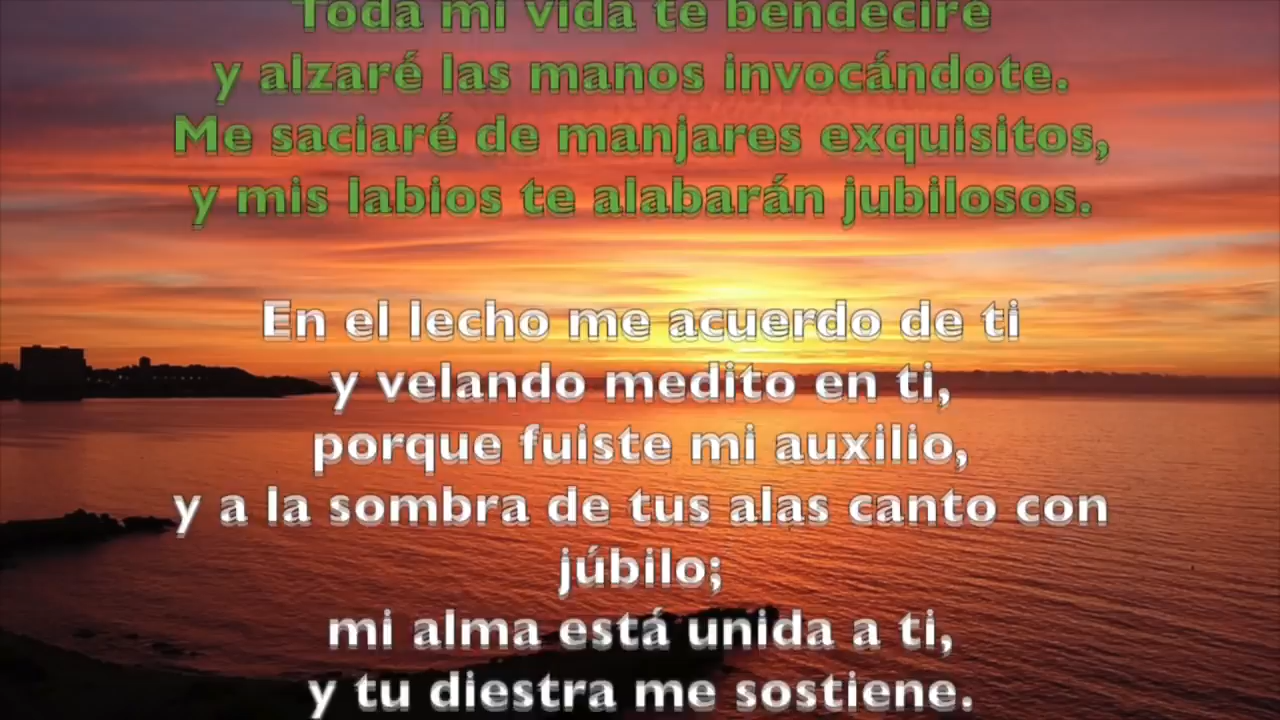 Toda mi vida te bendeciré
y alzaré las manos invocándote.
Me saciaré de manjares exquisitos,
y mis labios te alabarán jubilosos.
En el lecho me acuerdo de ti
y velando medito en ti,
porque fuiste mi auxilio,
y a la sombra de tus alas canto con
júbilo;
mi alma está unida a ti,
y tu diestra me sostiene.